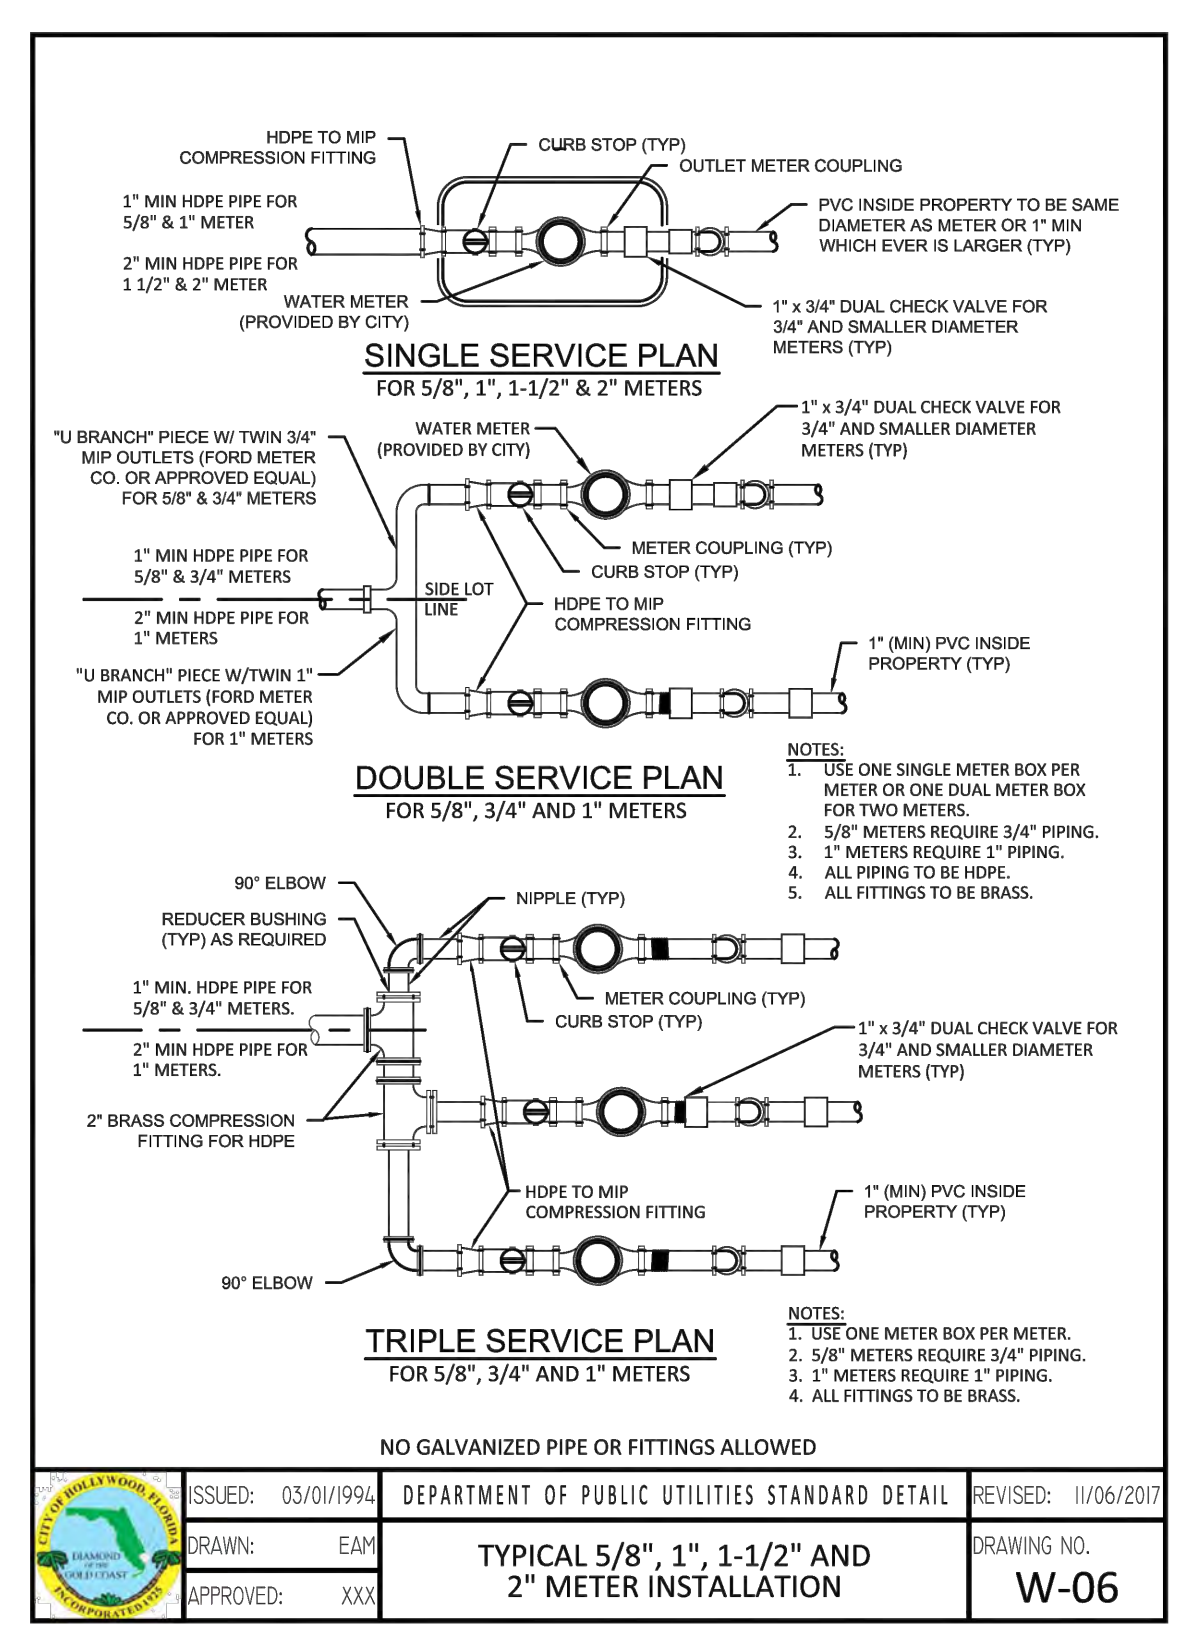 HDPE TO MIP
COMPRESSION FITTING
CURB STOP (TYP)
OUTLET METER COUPLING
1" MIN HDPE PIPE FOR
5/8" & 1" METER
PVC INSIDE PROPERTY TO BE SAME
DIAMETER AS METER OR 1" MIN
WHICH EVER IS LARGER (TYP)
2" MIN HDPE PIPE FOR
1 1/2" & 2" METER
WATER METER
(PROVIDED BY CITY)
1" x 3/4" DUAL CHECK VALVE FOR
3/4" AND SMALLER DIAMETER
METERS (TYP)
SINGLE SERVICE PLAN
FOR 5/8", 1", 1-1/2" & 2" METERS
"U BRANCH" PIECE W/ TWIN 3/4"
MIP OUTLETS (FORD METER
CO. OR APPROVED EQUAL)
FOR 5/8" & 3/4" METERS
WATER METER
(PROVIDED BY CITY)
1" x 3/4" DUAL CHECK VALVE FOR
3/4" AND SMALLER DIAMETER
METERS (TYP)
METER COUPLING (TYP)
CURB STOP (TYP)
1" MIN HDPE PIPE FOR
5/8" & 3/4" METERS
SIDE LOT
LINE
2" MIN HDPE PIPE FOR
1" METERS
HDPE TO MIP
COMPRESSION FITTING
1" (MIN) PVC INSIDE
PROPERTY (TYP)
"U BRANCH" PIECE W/TWIN 1"
MIP OUTLETS (FORD METER
CO. OR APPROVED EQUAL)
FOR 1" METERS
DOUBLE SERVICE PLAN
FOR 5/8", 3/4" AND 1" METERS
NOTES:
1. USE ONE SINGLE METER BOX PER
METER OR ONE DUAL METER BOX
FOR TWO METERS.
2. 5/8" METERS REQUIRE 3/4" PIPING.
3. 1" METERS REQUIRE 1" PIPING.
4. ALL PIPING TO BE HDPE.
5. ALL FITTINGS TO BE BRASS.
90° ELBOW
NIPPLE (TYP)
REDUCER BUSHING
(TYP) AS REQUIRED
1" MIN. HDPE PIPE FOR
5/8" & 3/4" METERS.
METER COUPLING (TYP)
CURB STOP (TYP)
2" MIN HDPE PIPE FOR
1" METERS.
1" x 3/4" DUAL CHECK VALVE FOR
3/4" AND SMALLER DIAMETER
METERS (TYP)
2" BRASS COMPRESSION
FITTING FOR HDPE
HDPE TO MIP
COMPRESSION FITTING
1" (MIN) PVC INSIDE
PROPERTY (TYP)
90° ELBOW
TRIPLE SERVICE PLAN
FOR 5/8", 3/4" AND 1" METERS
NOTES:
1. USE ONE METER BOX PER METER.
2. 5/8" METERS REQUIRE 3/4" PIPING.
3. 1" METERS REQUIRE 1" PIPING.
4. ALL FITTINGS TO BE BRASS.
NO GALVANIZED PIPE OR FITTINGS ALLOWED
CITY OF HOLLYWOOD, FLORIDA
DIAMOND
OF THE
GOLD COAST
INCORPORATED 1925
ISSUED: 03/01/1994
DRAWN: EAM
APPROVED: XXX
DEPARTMENT OF PUBLIC UTILITIES STANDARD DETAIL
TYPICAL 5/8", 1", 1-1/2" AND
2" METER INSTALLATION
REVISED: 11/06/2017
DRAWING NO.
W-06